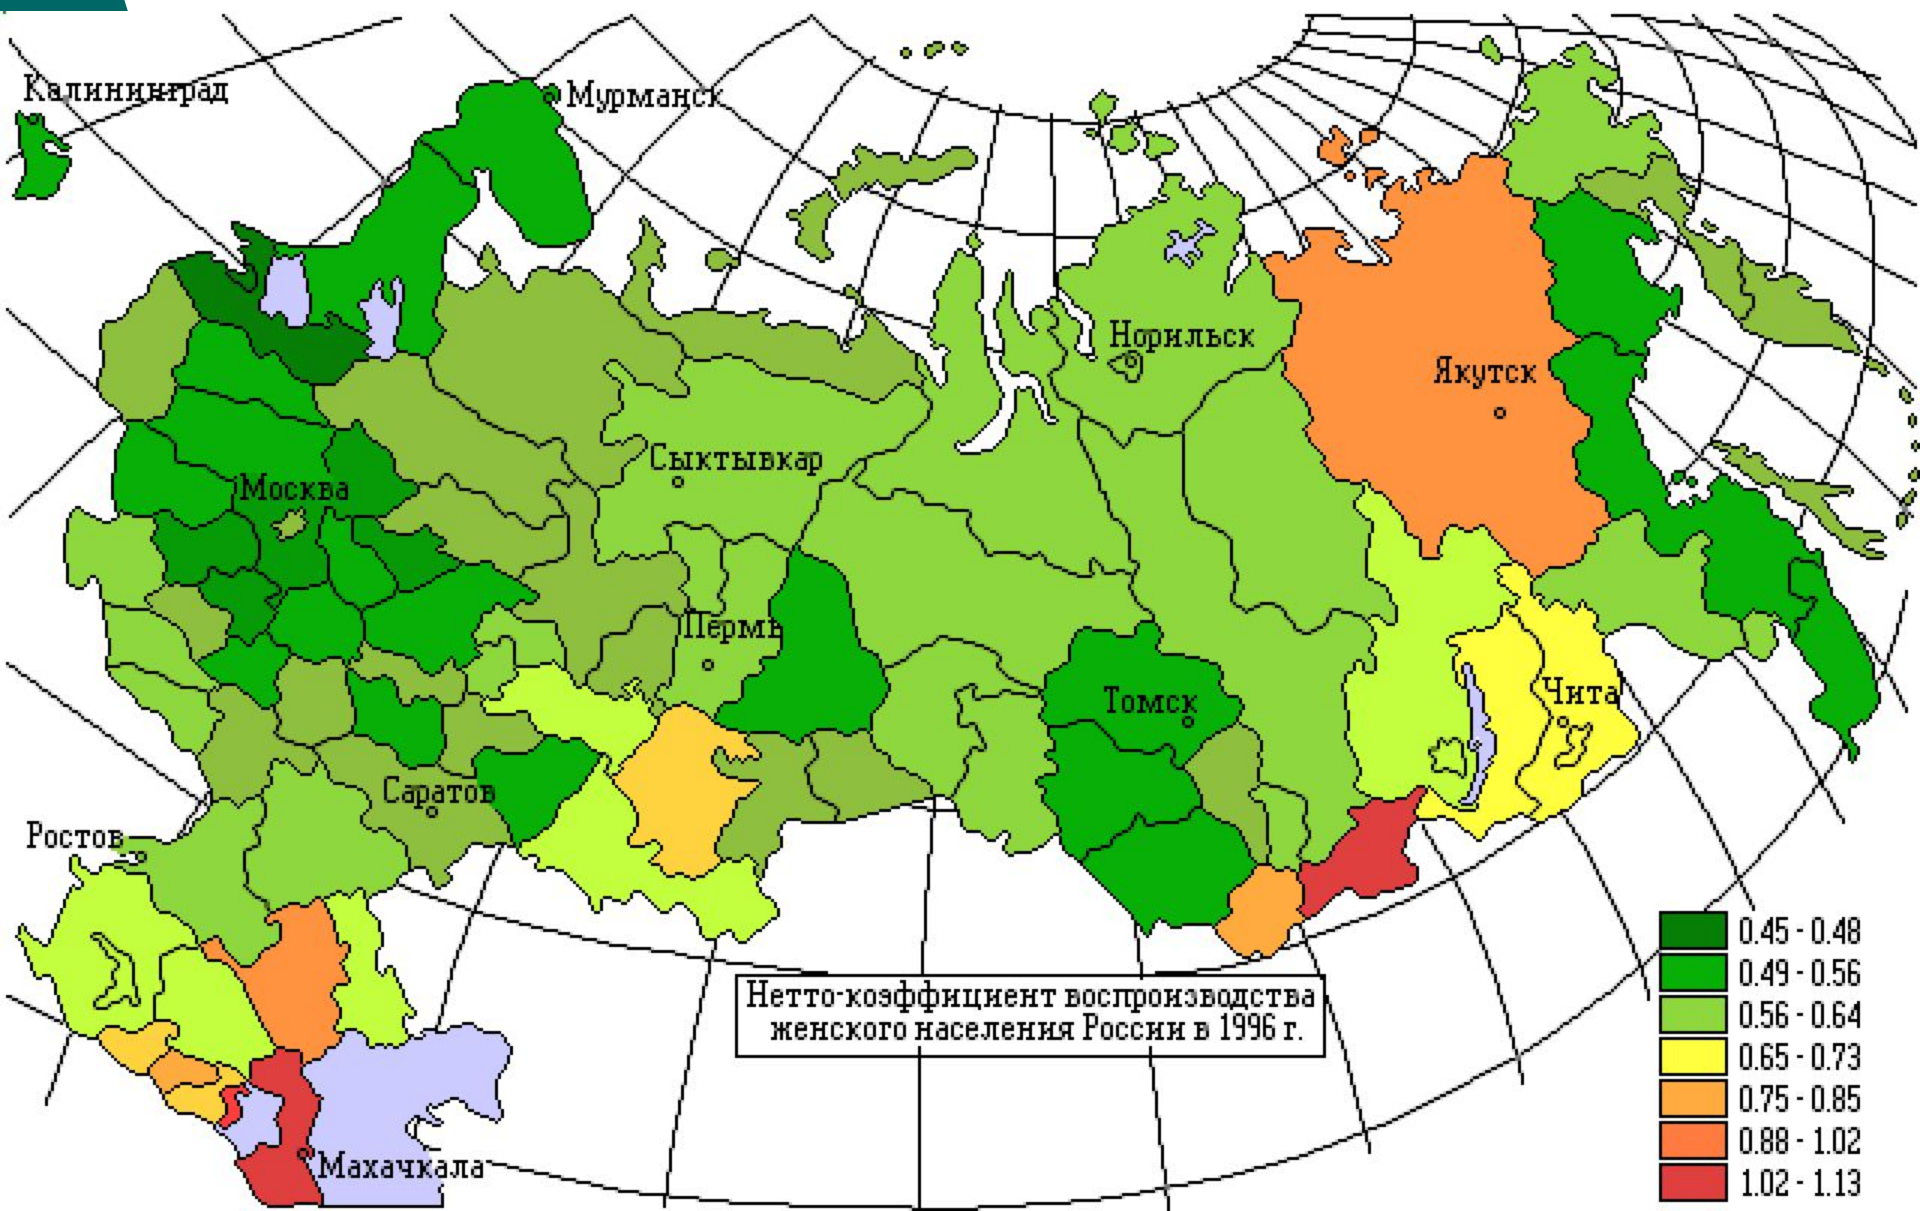 Калининград
Мурманск
Норильск
Якутск
Сыктывкар
Москва
Пермь
Томск
Чита
Саратов
Ростов
Махачкала
Нетто-коэффициент воспроизводства
женского населения России в 1996 г.
0.45 - 0.48
0.49 - 0.56
0.56 - 0.64
0.65 - 0.73
0.75 - 0.85
0.88 - 1.02
1.02 - 1.13